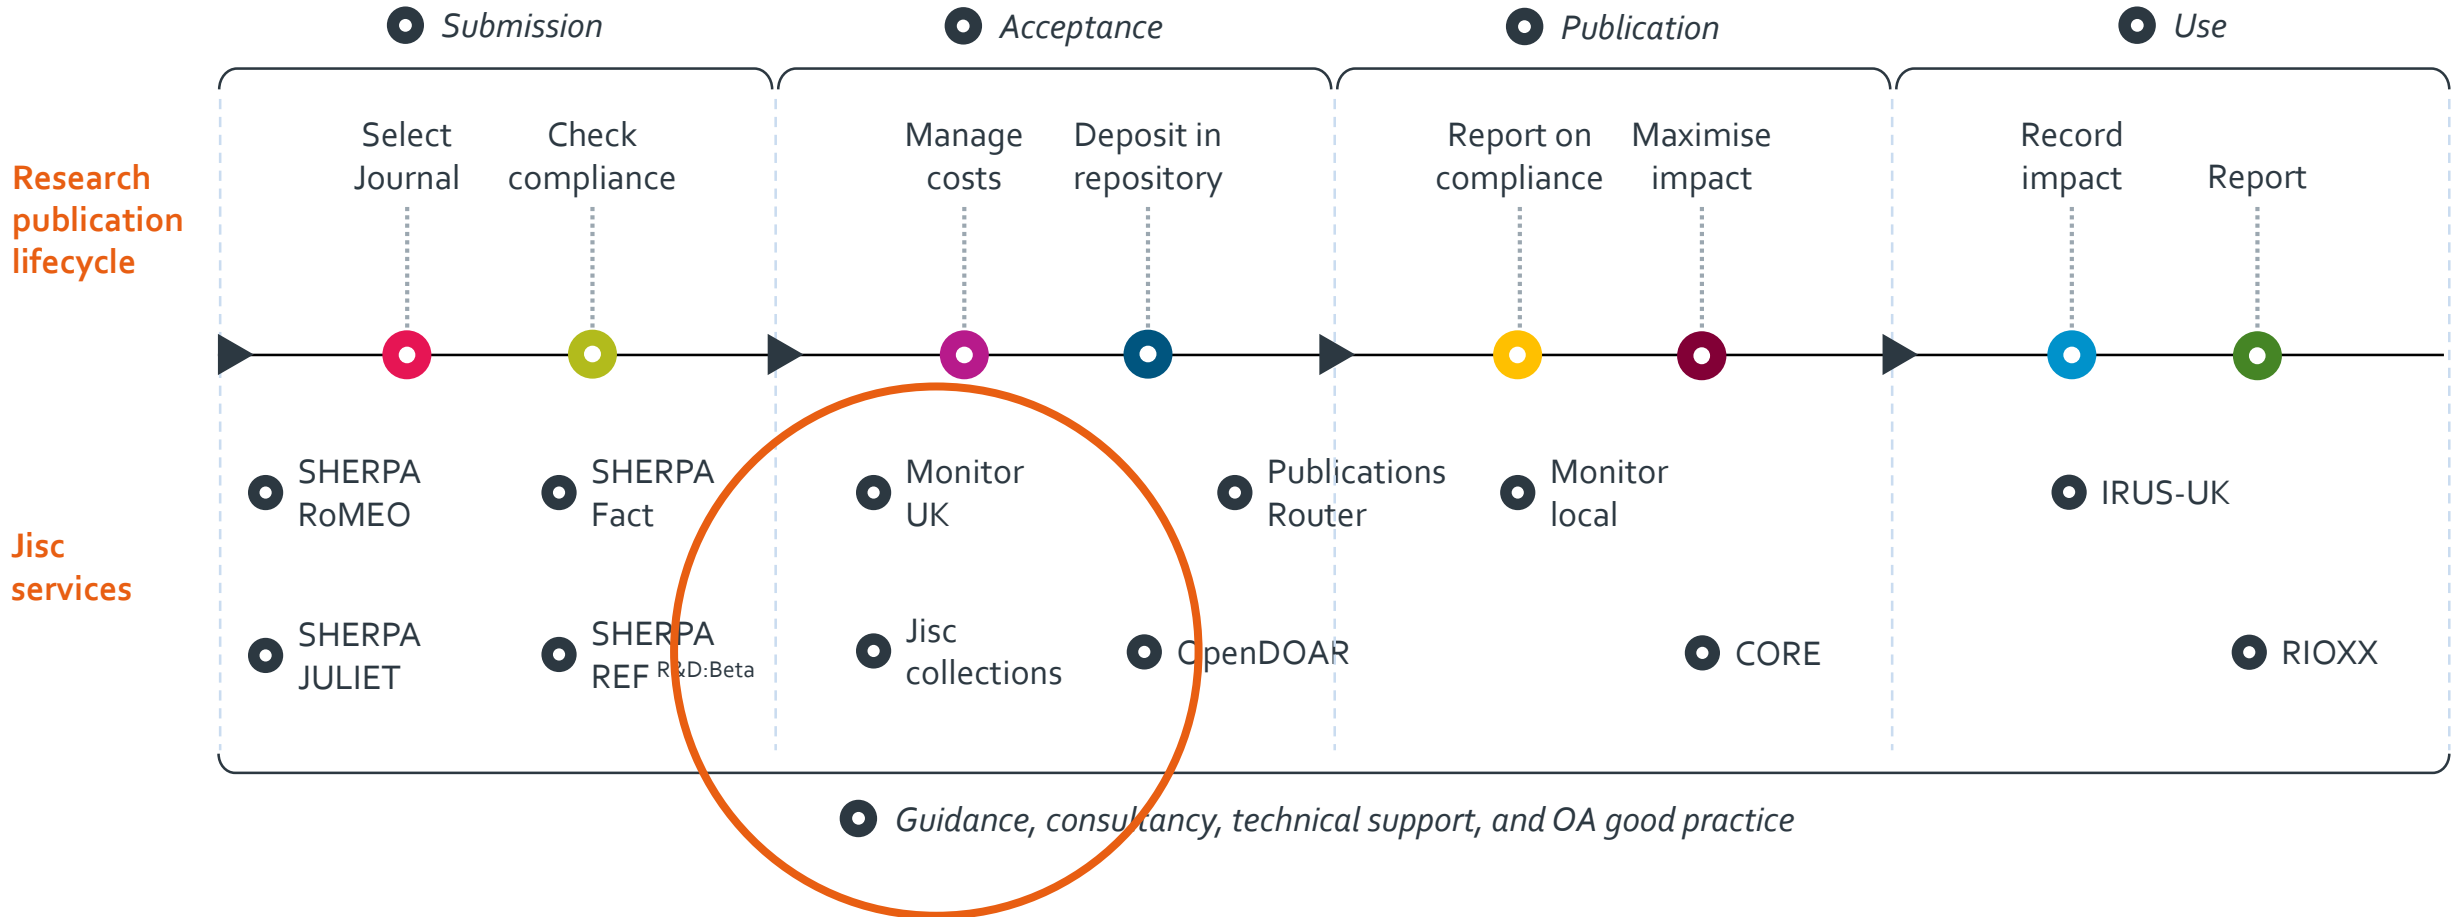 Submission
Acceptance
Publication
Use
Research
publication
lifecycle
Select
Journal
Check
compliance
Manage
costs
Deposit in
repository
Report on
compliance
Maximise
impact
Record
impact
Report
Jisc
services
SHERPA
RoMEO
SHERPA
Fact
Monitor
UK
Publications
Router
Monitor
local
IRUS-UK
SHERPA
JULIET
SHERPA
REF R&D:Beta
Jisc
collections
OpenDOAR
CORE
RIOXX
Guidance, consultancy, technical support, and OA good practice